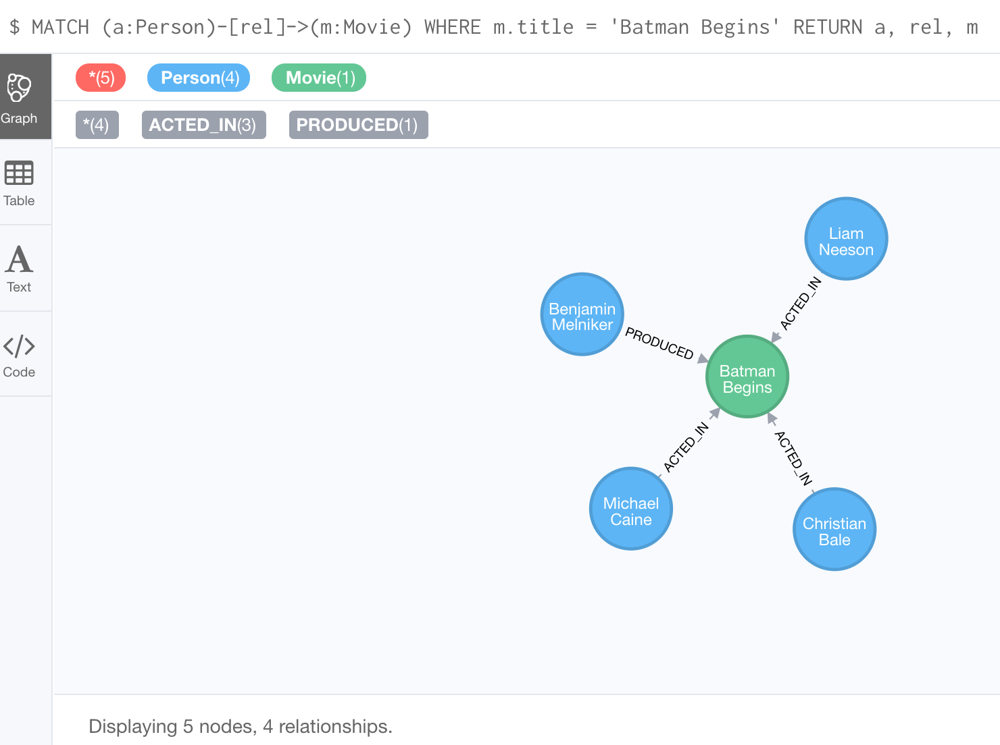 $ MATCH (a:Person)-[rel]->(m:Movie) WHERE m.title = 'Batman Begins' RETURN a, rel, m
*(5) Person(4) Movie(1)
*(4) ACTED_IN(3) PRODUCED(1)
Graph
Table
Text
Code
Liam
Neeson
ACTED_IN
Benjamin
Melniker
PRODUCED
Batman
Begins
ACTED_IN
ACTED_IN
Michael
Caine
Christian
Bale
Displaying 5 nodes, 4 relationships.